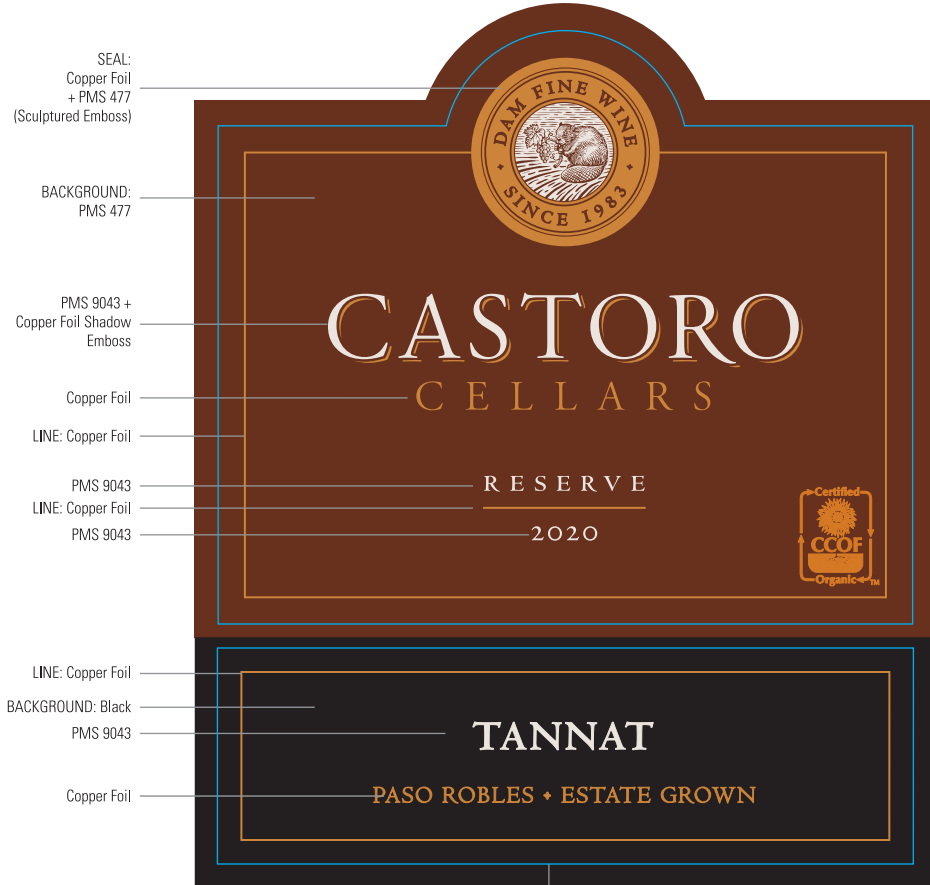 SEAL:
Copper Foil
+ PMS 477
(Sculptured Emboss)
DAM FINE WINE
SINCE 1983
BACKGROUND:
PMS 477
PMS 9043 +
Copper Foil Shadow
Emboss
CASTORO
Copper Foil
CELLARS
LINE: Copper Foil
PMS 9043
RESERVE
LINE: Copper Foil
PMS 9043
2020
Certified
CCOF
Organic
TM
LINE: Copper Foil
BACKGROUND: Black
PMS 9043
TANNAT
Copper Foil
PASO ROBLES • ESTATE GROWN